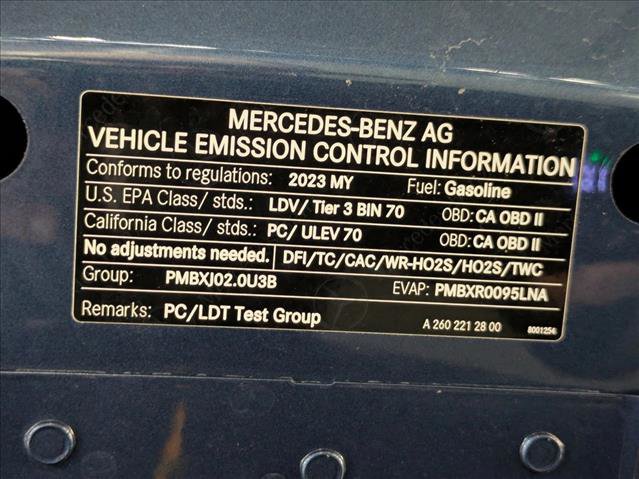 MERCEDES-BENZ AG
VEHICLE EMISSION CONTROL INFORMATION
Conforms to regulations: 2023 MY Fuel: Gasoline
U.S. EPA Class/ stds.: LDV/ Tier 3 BIN 70 OBD: CA OBD II
California Class/ stds.: PC/ ULEV 70 OBD: CA OBD II
No adjustments needed. DFI/TC/CAC/WR-HO2S/HO2S/TWC
Group: PMBXJ02.0U3B EVAP: PMBXR0095LNA
Remarks: PC/LDT Test Group A 260 221 28 00 8001254